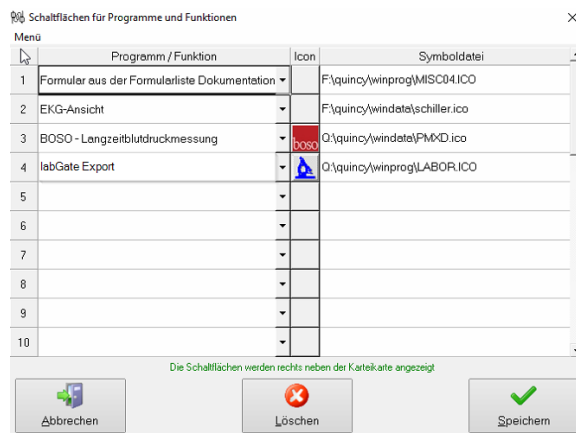 Schaltflächen für Programme und Funktionen
Menü
Programm / Funktion Icon Symboldatei
1 Formular aus der Formularliste Dokumentation F:\quincy\winprog\MISC04.ICO
2 EKG-Ansicht F:\quincy\windata\schiller.ico
3 BOSO - Langzeitblutdruckmessung boso Q:\quincy\windata\PMXD.ico
4 labGate Export Q:\quincy\winprog\LABOR.ICO
5
6
7
8
9
10
Die Schaltflächen werden rechts neben der Karteikarte angezeigt
Abbrechen Löschen Speichern